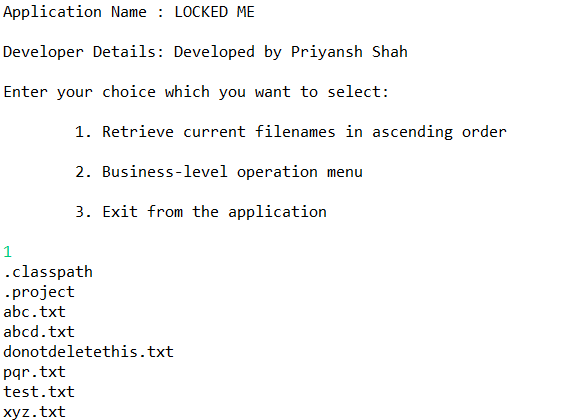 Application Name : LOCKED ME
Developer Details: Developed by Priyansh Shah
Enter your choice which you want to select:
1. Retrieve current filenames in ascending order
2. Business-level operation menu
3. Exit from the application
1
.classpath
.project
abc.txt
abcd.txt
donotdeletethis.txt
pqr.txt
test.txt
xyz.txt